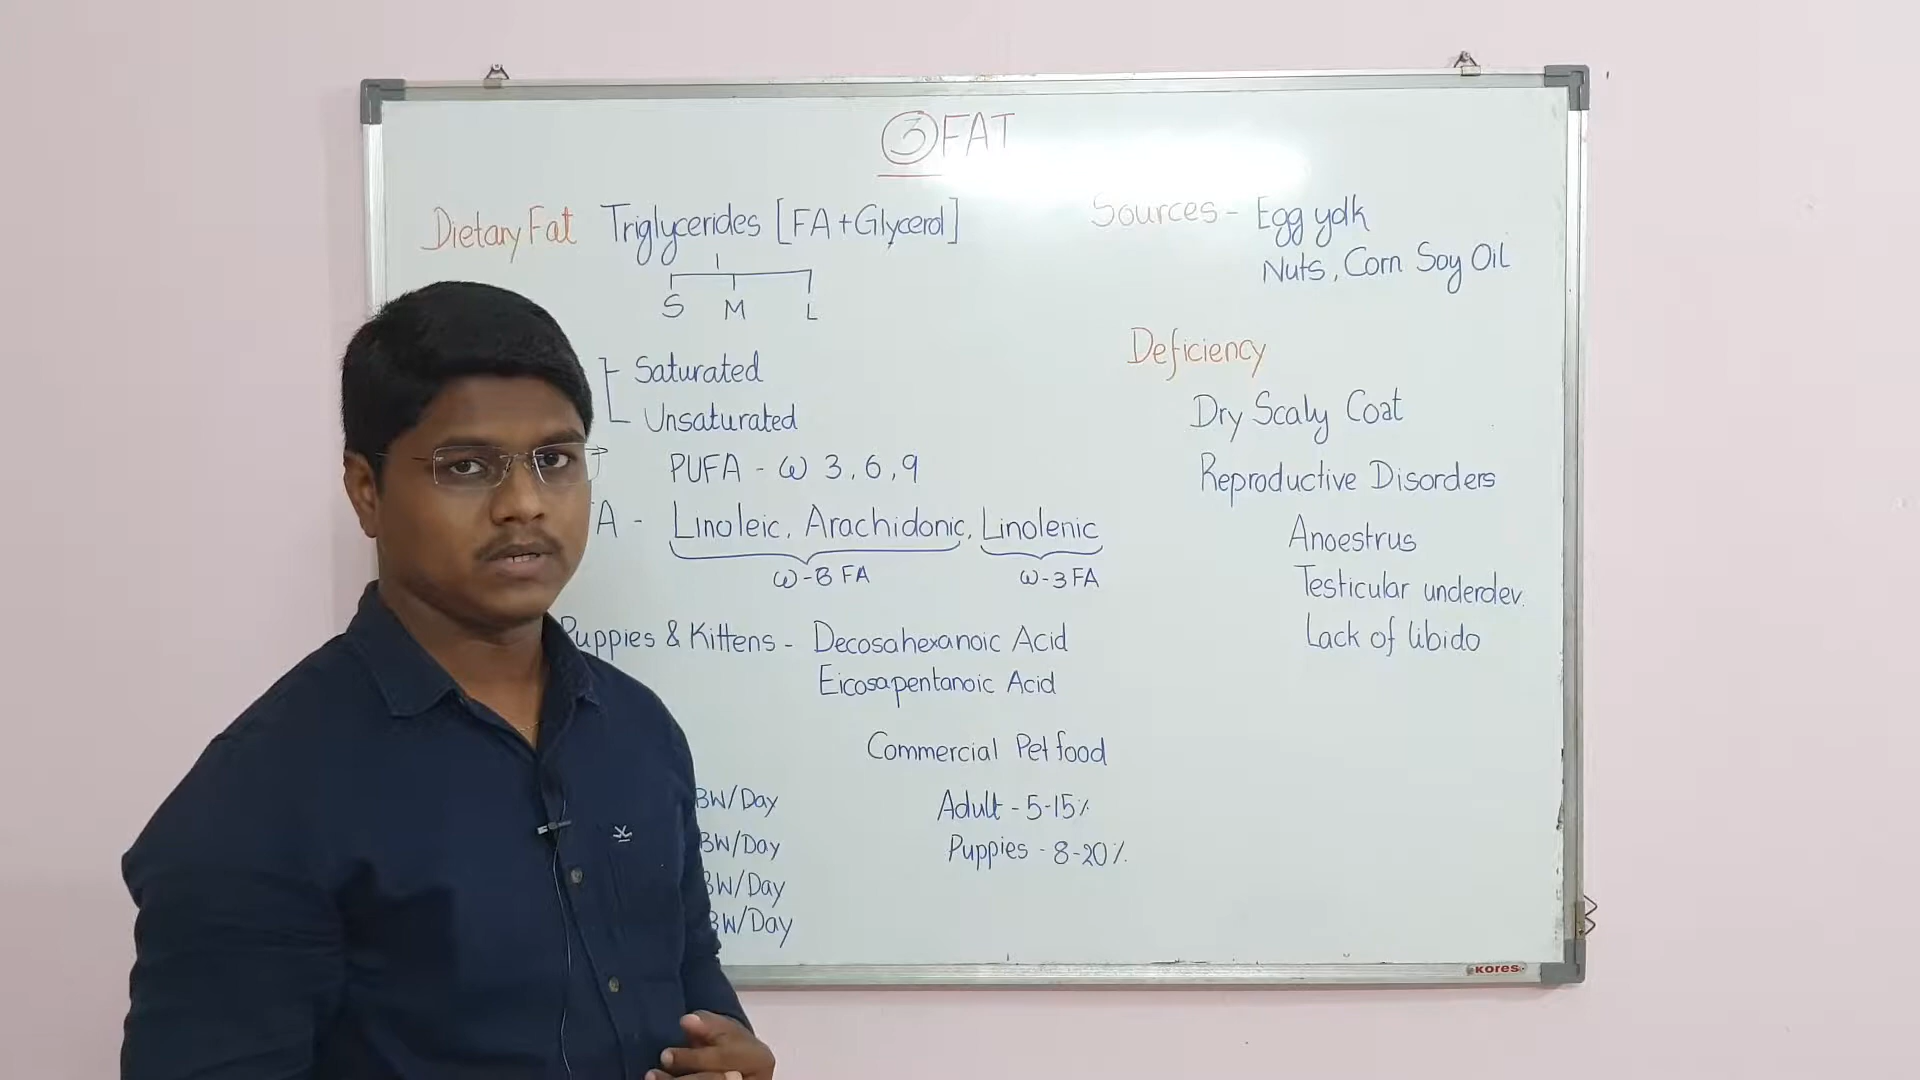 3 FAT
Dietary Fat Triglycerides [FA+Glycerol]
S M L
Saturated
Unsaturated
PUFA - ω 3, 6, 9
A - Linoleic, Arachidonic, Linolenic
ω-6 FA ω-3 FA
Puppies & Kittens - Decosahexanoic Acid
Eicosapentanoic Acid
BW/Day
BW/Day
BW/Day
BW/Day
Commercial Pet food
Adult - 5-15%
Puppies - 8-20%
Sources - Egg yolk
Nuts, Corn Soy Oil
Deficiency
Dry Scaly Coat
Reproductive Disorders
Anoestrus
Testicular underdev.
Lack of libido
KORES